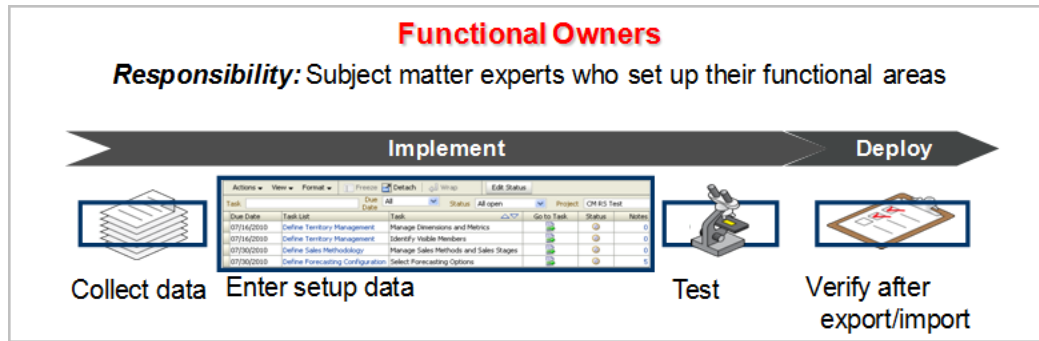 Functional Owners
Responsibility: Subject matter experts who set up their functional areas
Implement
Deploy
Actions View Format Freeze Detach Wrap Edit Status
Task Due Date All Status All open Project CM RS Test
Due Date Task List Task Go to Task Status Notes
07/16/2010 Define Territory Management Manage Dimensions and Metrics 0
07/16/2010 Define Territory Management Identify Visible Members 0
07/30/2010 Define Sales Methodology Manage Sales Methods and Sales Stages 0
07/30/2010 Define Forecasting Configuration Select Forecasting Options 5
Collect data
Enter setup data
Test
Verify after
export/import